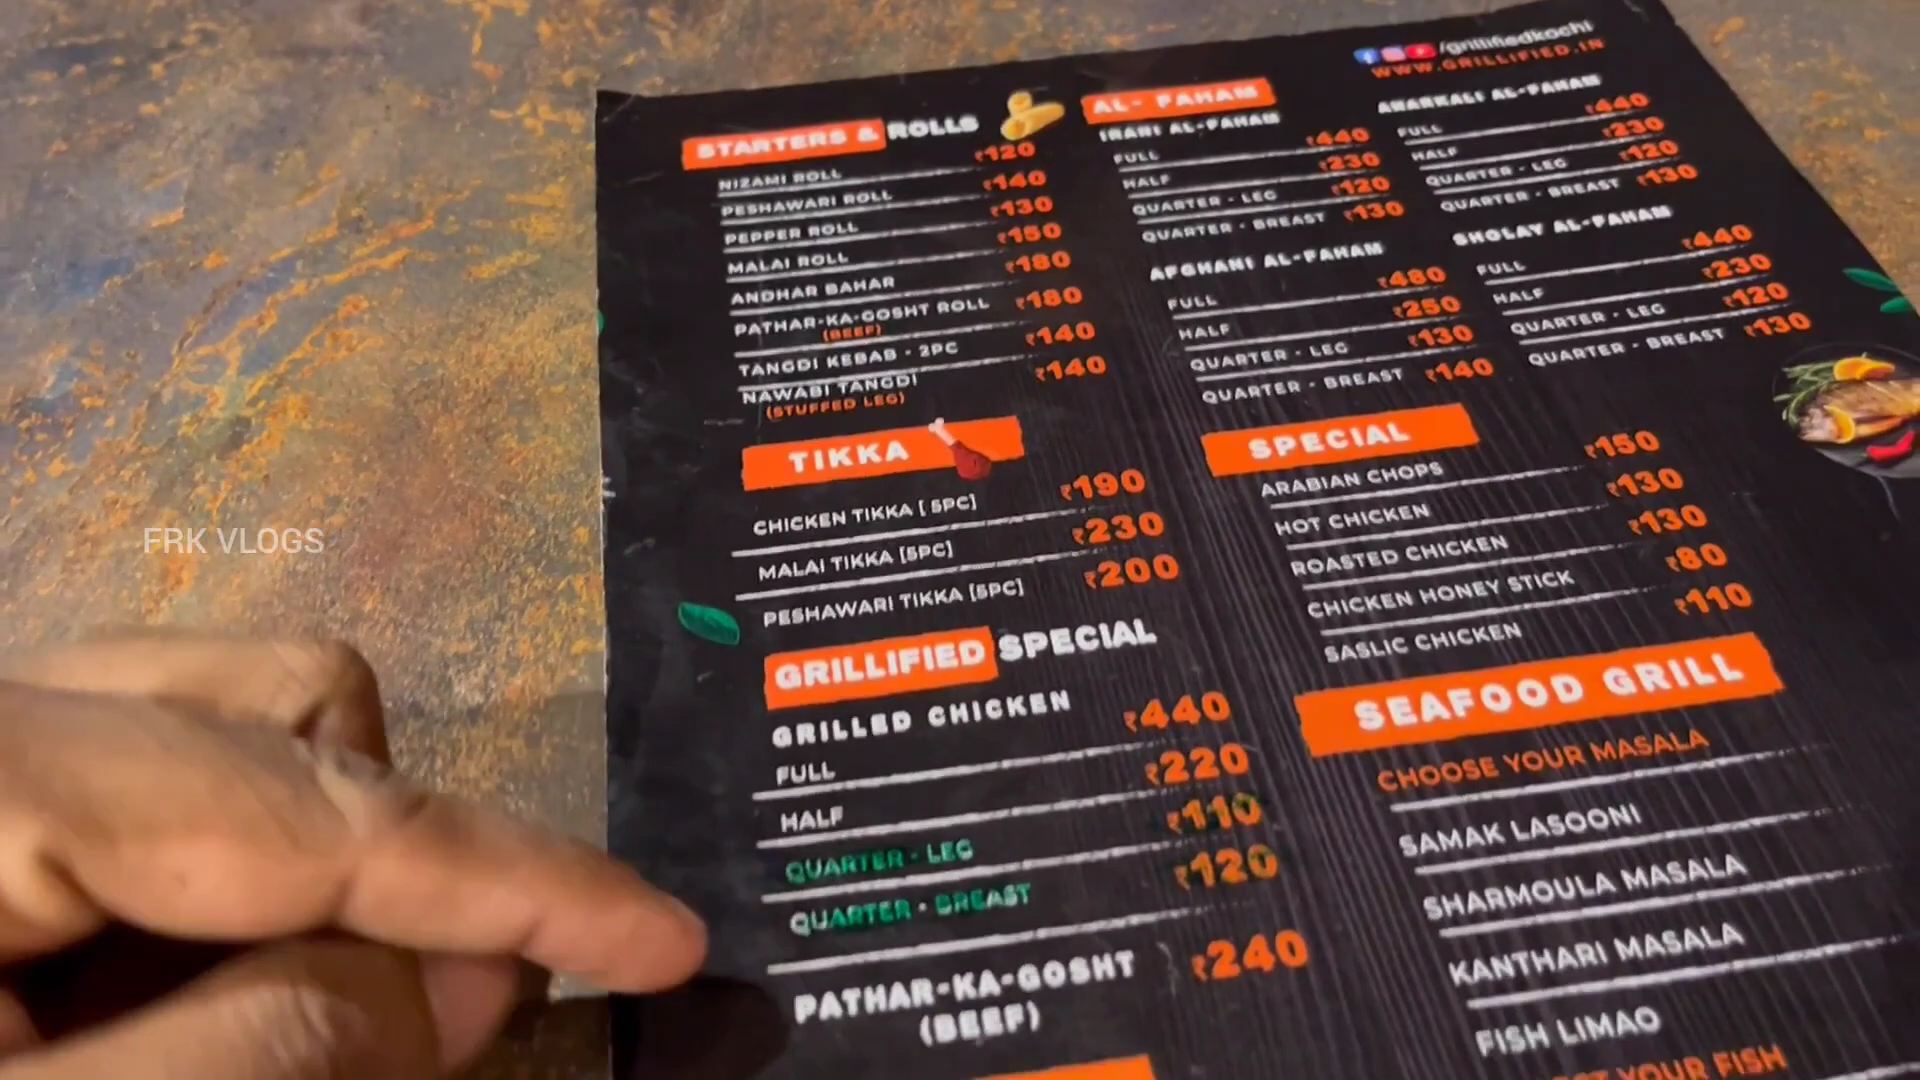 /grillifiedkochi
WWW.GRILLIFIED.IN
STARTERS & ROLLS
NIZAMI ROLL ₹120
PESHAWARI ROLL ₹140
PEPPER ROLL ₹130
MALAI ROLL ₹150
ANDHAR BAHAR ₹180
PATHAR-KA-GOSHT ROLL ₹180
(BEEF)
TANGDI KEBAB - 2PC ₹140
NAWABI TANGDI ₹140
(STUFFED LEG)
TIKKA
CHICKEN TIKKA [ 5PC] ₹190
MALAI TIKKA [5PC] ₹230
PESHAWARI TIKKA [5PC] ₹200
GRILLIFIED SPECIAL
GRILLED CHICKEN
FULL ₹440
HALF ₹220
QUARTER - LEG ₹110
QUARTER - BREAST ₹120
PATHAR-KA-GOSHT ₹240
(BEEF)
AL- FAHAM
IRANI AL-FAHAM
FULL ₹440
HALF ₹230
QUARTER - LEG ₹120
QUARTER - BREAST ₹130
AFGHANI AL-FAHAM
FULL ₹480
HALF ₹250
QUARTER - LEG ₹130
QUARTER - BREAST ₹140
ANARKALI AL-FAHAM
FULL ₹440
HALF ₹230
QUARTER - LEG ₹120
QUARTER - BREAST ₹130
SHOLAY AL-FAHAM
FULL ₹440
HALF ₹230
QUARTER - LEG ₹120
QUARTER - BREAST ₹130
SPECIAL
ARABIAN CHOPS ₹150
HOT CHICKEN ₹130
ROASTED CHICKEN ₹130
CHICKEN HONEY STICK ₹80
SASLIC CHICKEN ₹110
SEAFOOD GRILL
CHOOSE YOUR MASALA
SAMAK LASOONI
SHARMOULA MASALA
KANTHARI MASALA
FISH LIMAO
YOUR FISH
FRK VLOGS